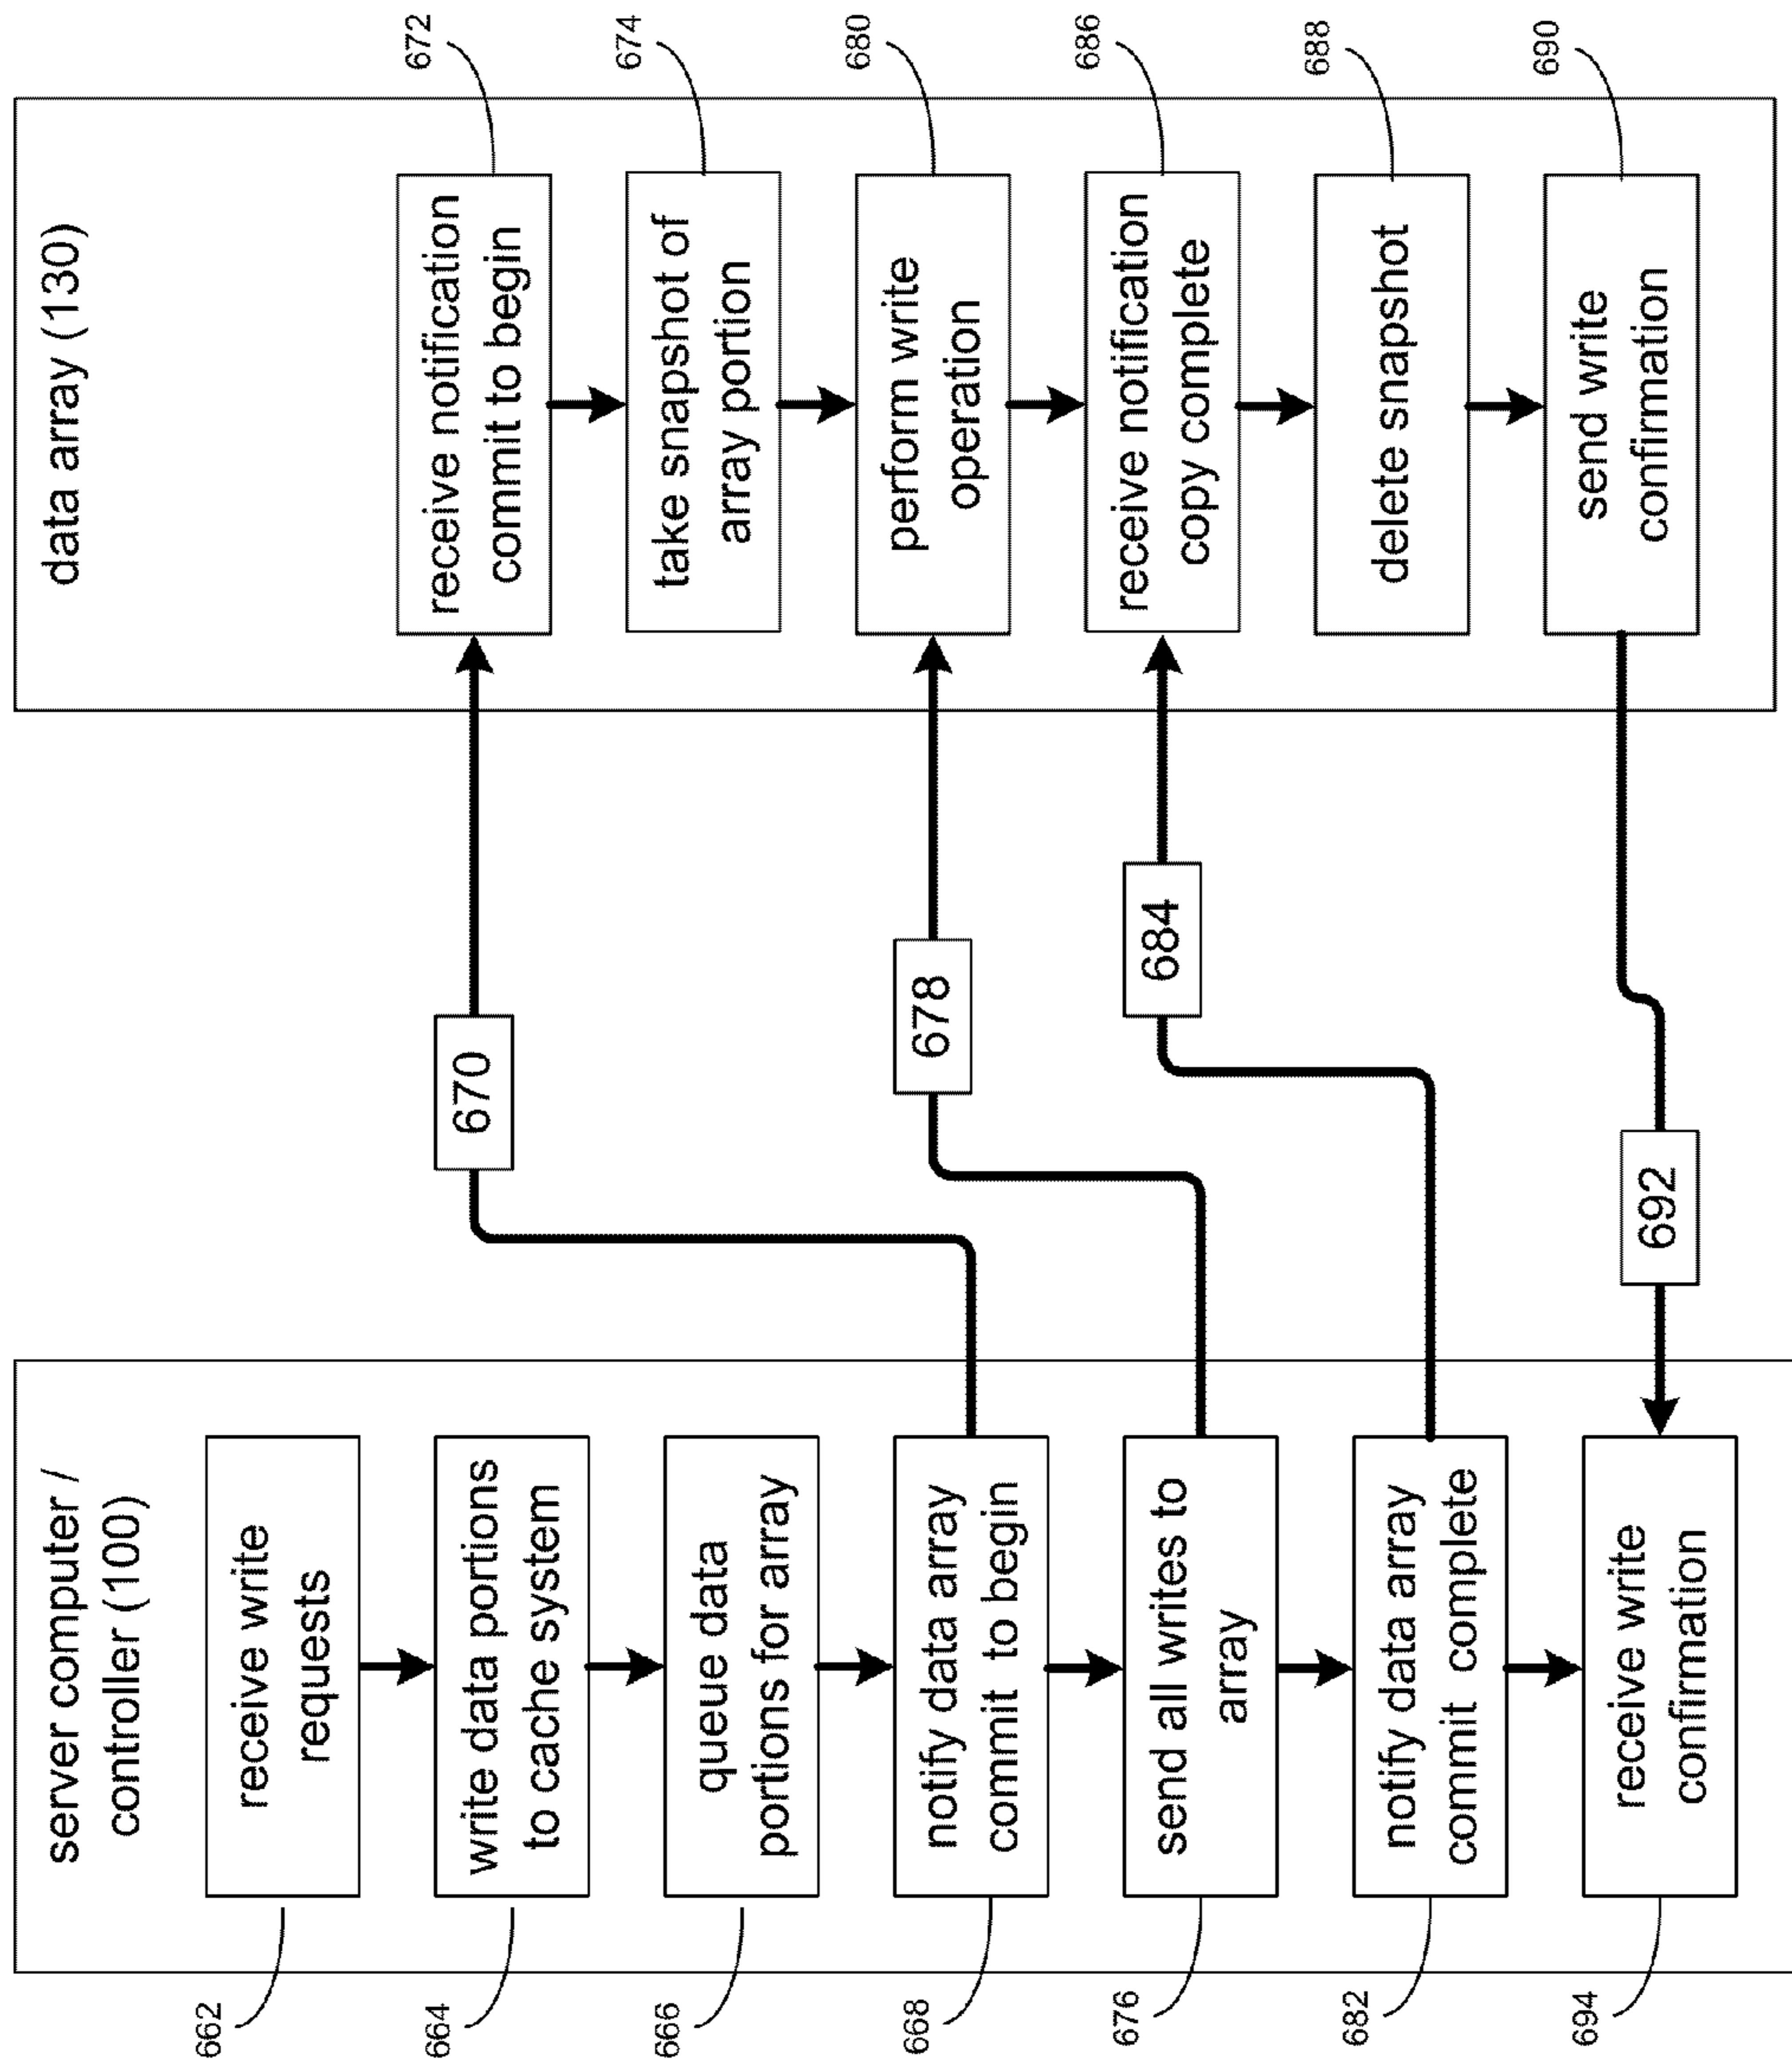 server computer /
controller (100)
662
receive write
requests
664
write data portions
to cache system
666
queue data
portions for array
668
notify data array
commit to begin
676
send all writes to
array
682
notify data array
commit complete
694
receive write
confirmation
670
678
684
692
data array (130)
receive notification
commit to begin
672
take snapshot of
array portion
674
perform write
operation
680
receive notification
copy complete
686
delete snapshot
688
send write
confirmation
690